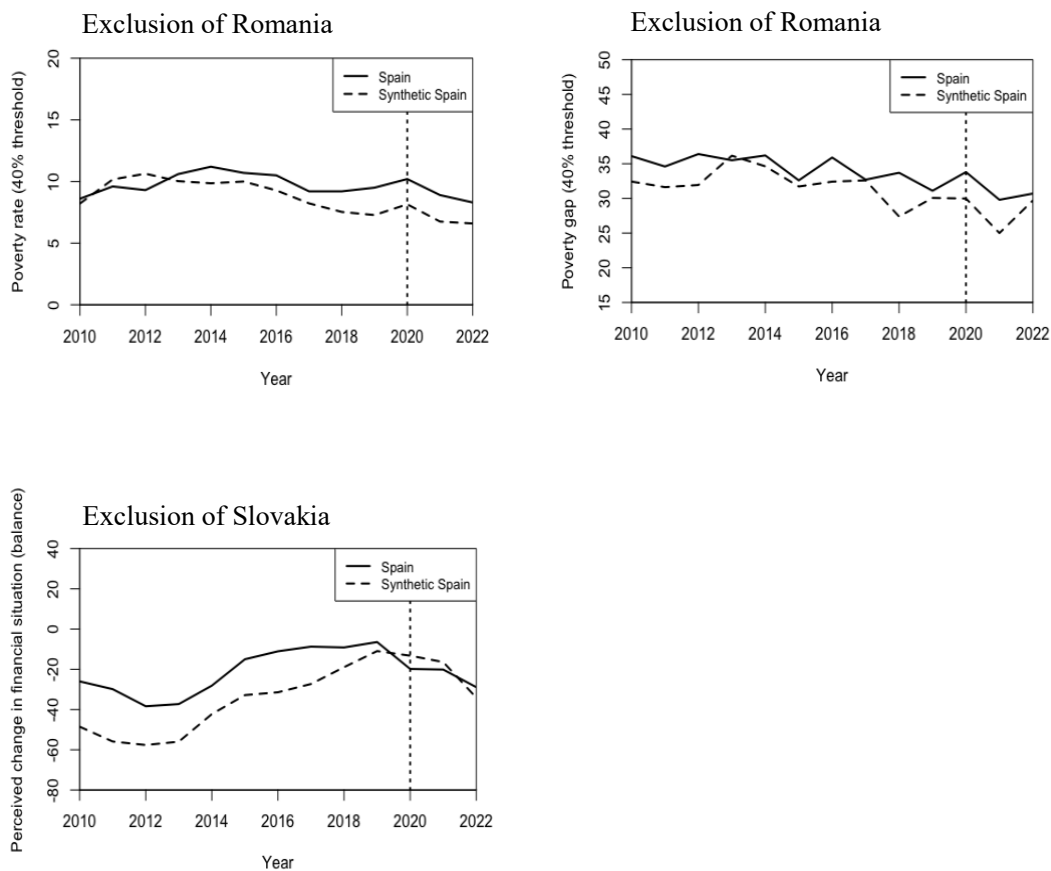 Exclusion of Romania
Poverty rate (40% threshold)
20
15
10
5
0
Spain
Synthetic Spain
2010 2012 2014 2016 2018 2020 2022
Year
Exclusion of Romania
Poverty gap (40% threshold)
50
45
40
35
30
25
20
15
Spain
Synthetic Spain
2010 2012 2014 2016 2018 2020 2022
Year
Exclusion of Slovakia
Perceived change in financial situation (balance)
40
20
0
-20
-40
-60
-80
Spain
Synthetic Spain
2010 2012 2014 2016 2018 2020 2022
Year